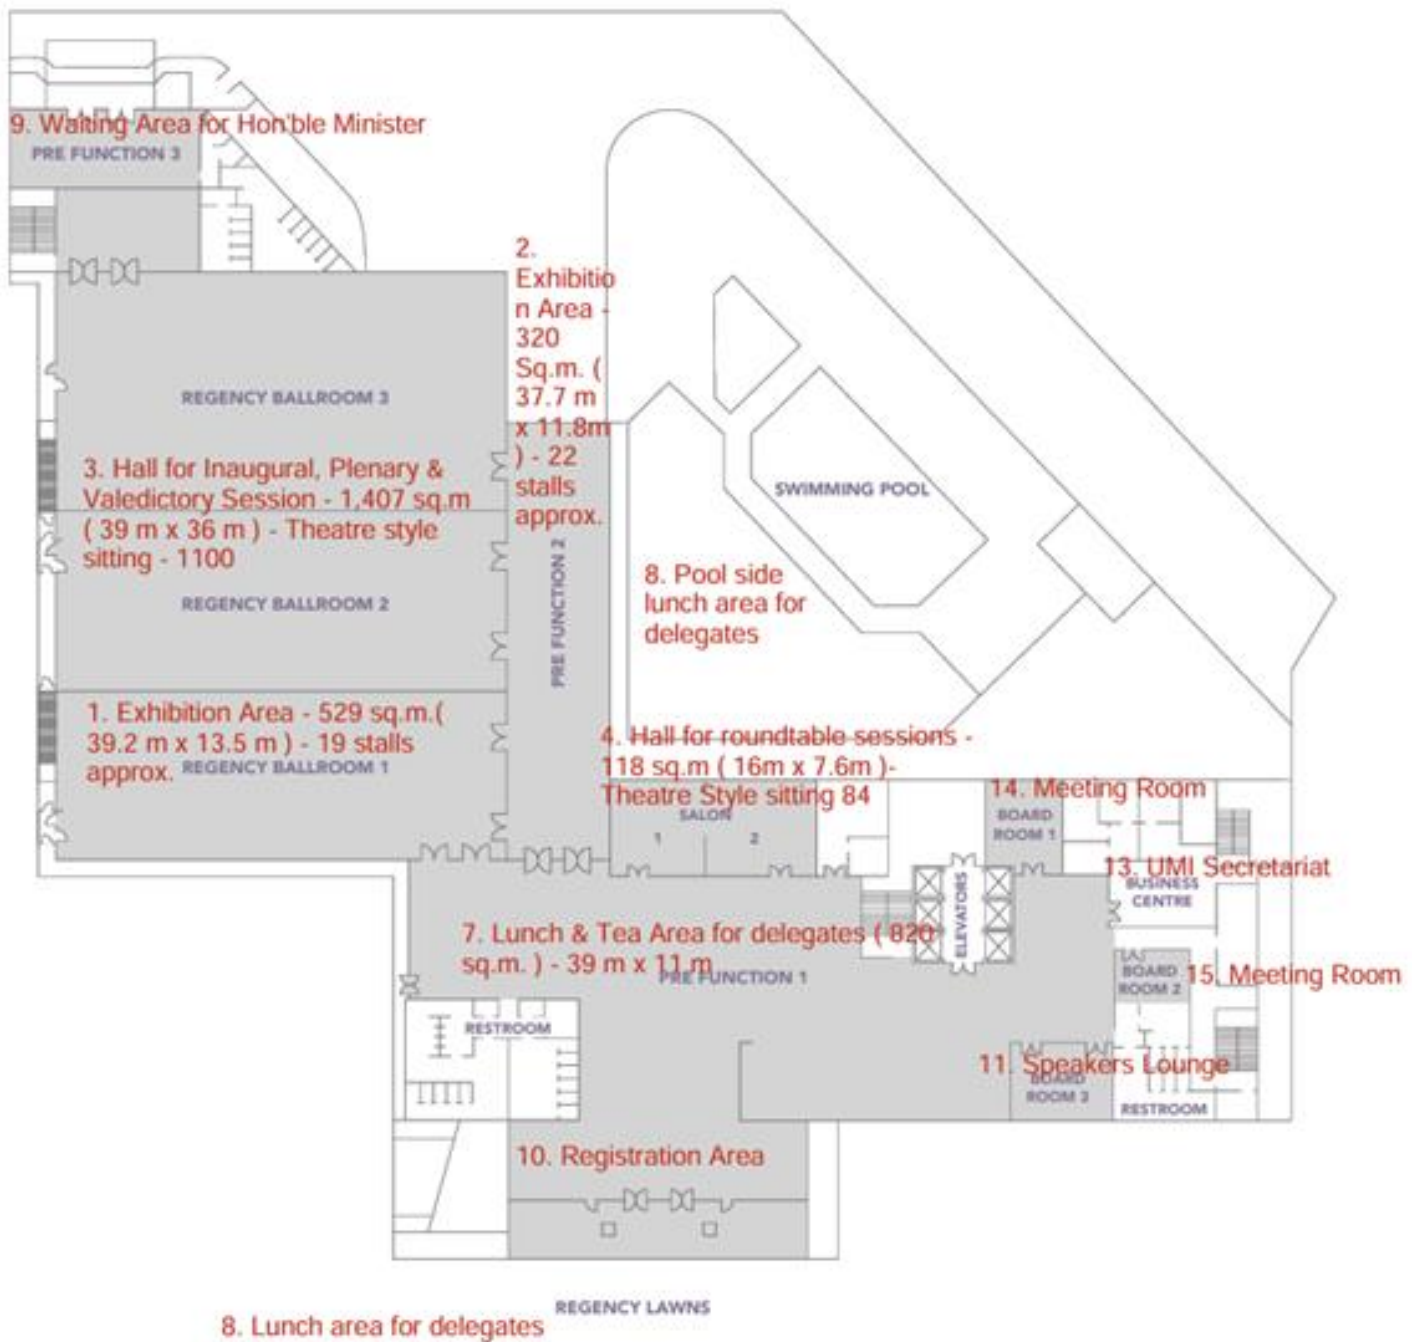 9. Waiting Area for Hon'ble Minister
PRE FUNCTION 3
2.
Exhibitio
n Area -
320
Sq.m. (
37.7 m
x 11.8m
) - 22
stalls
approx.
REGENCY BALLROOM 3
3. Hall for Inaugural, Plenary &
Valedictory Session - 1,407 sq.m
( 39 m x 36 m ) - Theatre style
sitting - 1100
REGENCY BALLROOM 2
PRE FUNCTION 2
SWIMMING POOL
8. Pool side
lunch area for
delegates
1. Exhibition Area - 529 sq.m.(
39.2 m x 13.5 m ) - 19 stalls
approx.
REGENCY BALLROOM 1
4. Hall for roundtable sessions -
118 sq.m ( 16m x 7.6m )-
Theatre Style sitting 84
SALON
1 2
14. Meeting Room
BOARD
ROOM 1
13. UMI Secretariat
BUSINESS
CENTRE
ELEVATORS
7. Lunch & Tea Area for delegates ( 820
sq.m. ) - 39 m x 11 m
PRE FUNCTION 1
BOARD
ROOM 2
15. Meeting Room
RESTROOM
11. Speakers Lounge
BOARD
ROOM 3
RESTROOM
10. Registration Area
REGENCY LAWNS
8. Lunch area for delegates